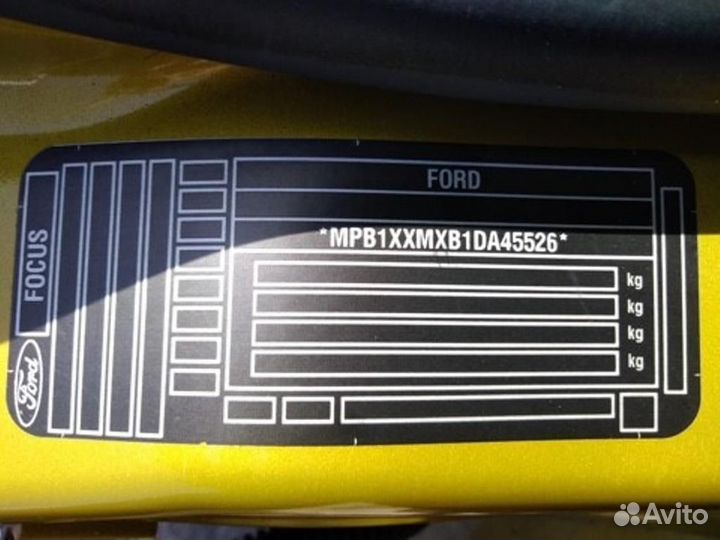 FORD
*MPB1XXMXB1DA45526*
kg
kg
kg
kg
FOCUS
Ford
Avito